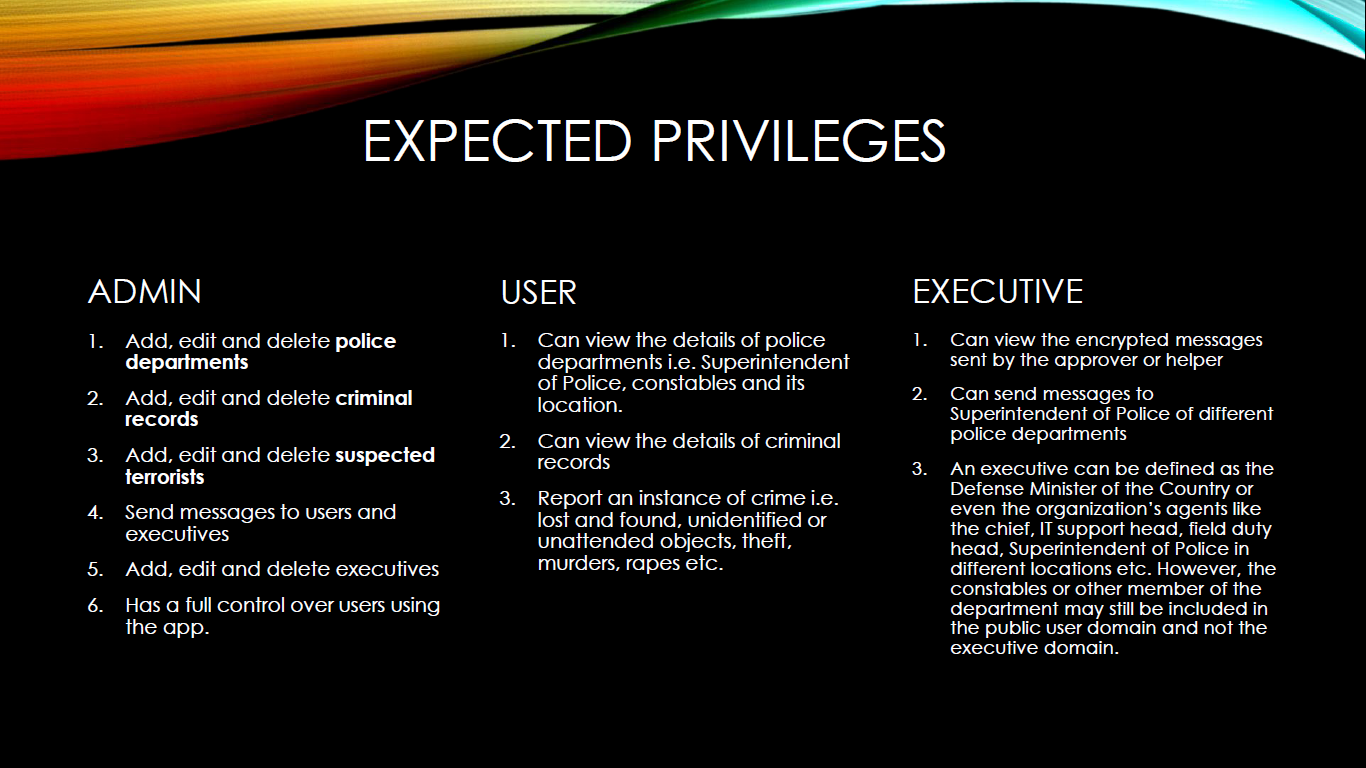 EXPECTED PRIVILEGES
ADMIN
1. Add, edit and delete police
departments
2. Add, edit and delete criminal
records
3. Add, edit and delete suspected
terrorists
4. Send messages to users and
executives
5. Add, edit and delete executives
6. Has a full control over users using
the app.
USER
1. Can view the details of police
departments i.e. Superintendent
of Police, constables and its
location.
2. Can view the details of criminal
records
3. Report an instance of crime i.e.
lost and found, unidentified or
unattended objects, theft,
murders, rapes etc.
EXECUTIVE
1. Can view the encrypted messages
sent by the approver or helper
2. Can send messages to
Superintendent of Police of different
police departments
3. An executive can be defined as the
Defense Minister of the Country or
even the organization's agents like
the chief, IT support head, field duty
head, Superintendent of Police in
different locations etc. However, the
constables or other member of the
department may still be included in
the public user domain and not the
executive domain.